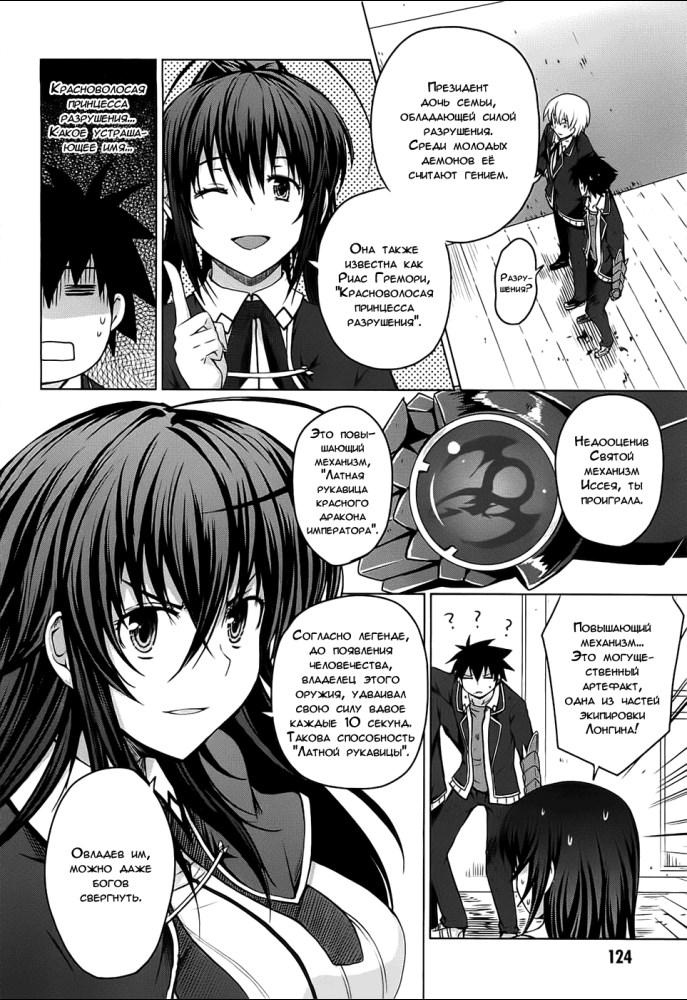 Президент
дочь семьи,
обладающей силой
разрушения.
Среди молодых
демонов её
считают гением.
Разру-
шения?
Она также
известна как
Риас Гремори,
"Красноволосая
принцесса
разрушения".
Красноволосая
принцесса
разрушения...
Какое устраша-
ющее имя...
Недооценив
Святой
механизм
Иссея, ты
проиграла.
Это повы-
шающий
механизм,
"Латная
рукавица
красного
дракона
императора".
Повышающий
механизм...
Это могуще-
ственный
артефакт,
одна из частей
экипировки
Лонгина!
? ? ?
Согласно легенде,
до появления
человечества,
владелец этого
оружия, удваивал
свою силу вдвое
каждые 10 секунд.
Такова способность
"Латной рукавицы".
Овладев им,
можно даже
богов
свергнуть.
124